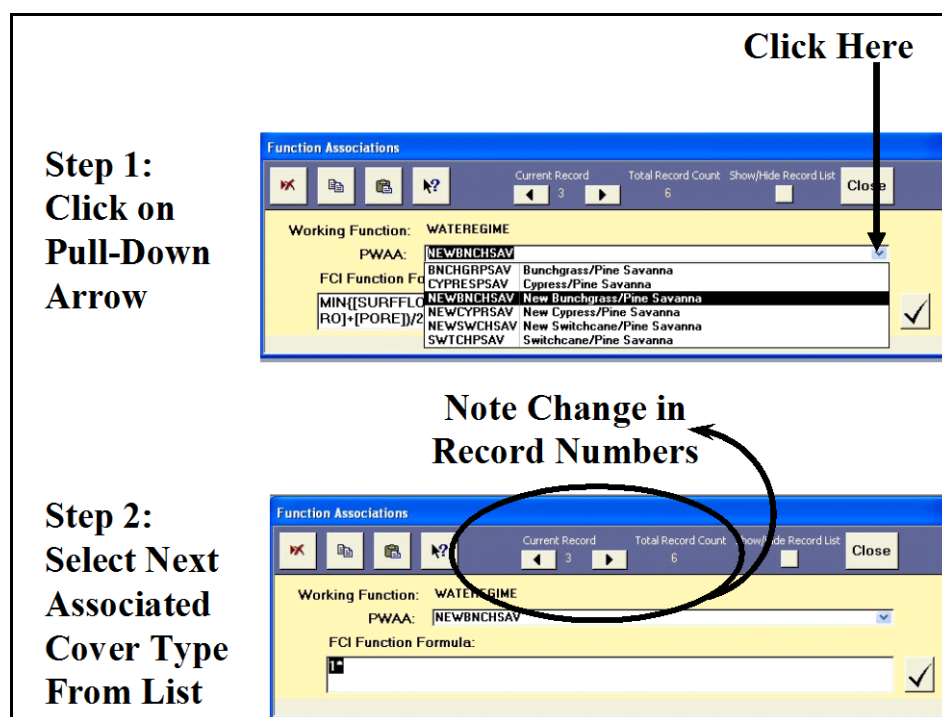 Click Here
Step 1:
Click on
Pull-Down
Arrow
Function Associations
Current Record
3
Total Record Count
6
Show/Hide Record List
Close
Working Function: WATEREGIME
PWAA: NEWBNCHSAV
BNCHGRPSAV Bunchgrass/Pine Savanna
CYPRESPSAV Cypress/Pine Savanna
NEWBNCHSAV New Bunchgrass/Pine Savanna
NEWCYPRSAV New Cypress/Pine Savanna
NEWSWCHSAV New Switchcane/Pine Savanna
SWTCHPSAV Switchcane/Pine Savanna
FCI Function Fo
MIN{[SURFFLO
RO]+[PORE])/2
Note Change in
Record Numbers
Step 2:
Select Next
Associated
Cover Type
From List
Function Associations
Current Record
3
Total Record Count
6
Show/Hide Record List
Close
Working Function: WATEREGIME
PWAA: NEWBNCHSAV
FCI Function Formula:
1*